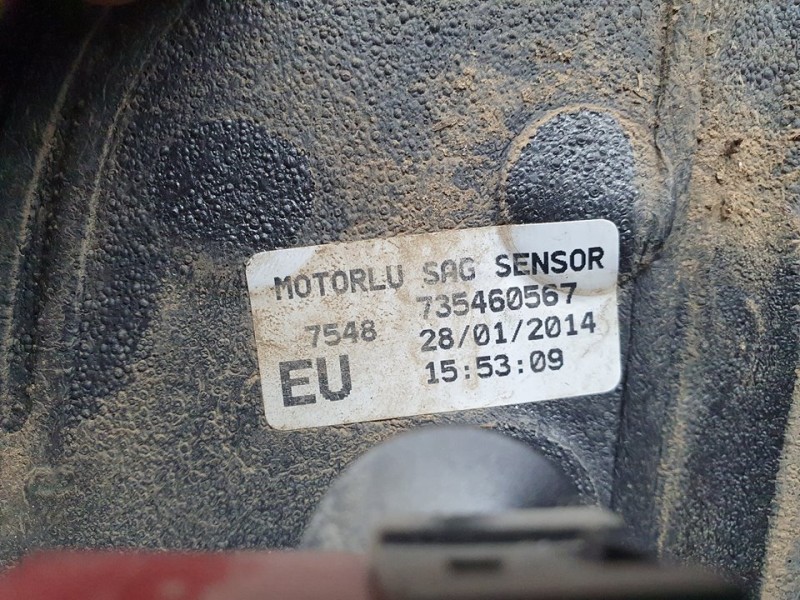 MOTORLU SAG SENSOR
735460567
7548 28/01/2014
EU 15:53:09